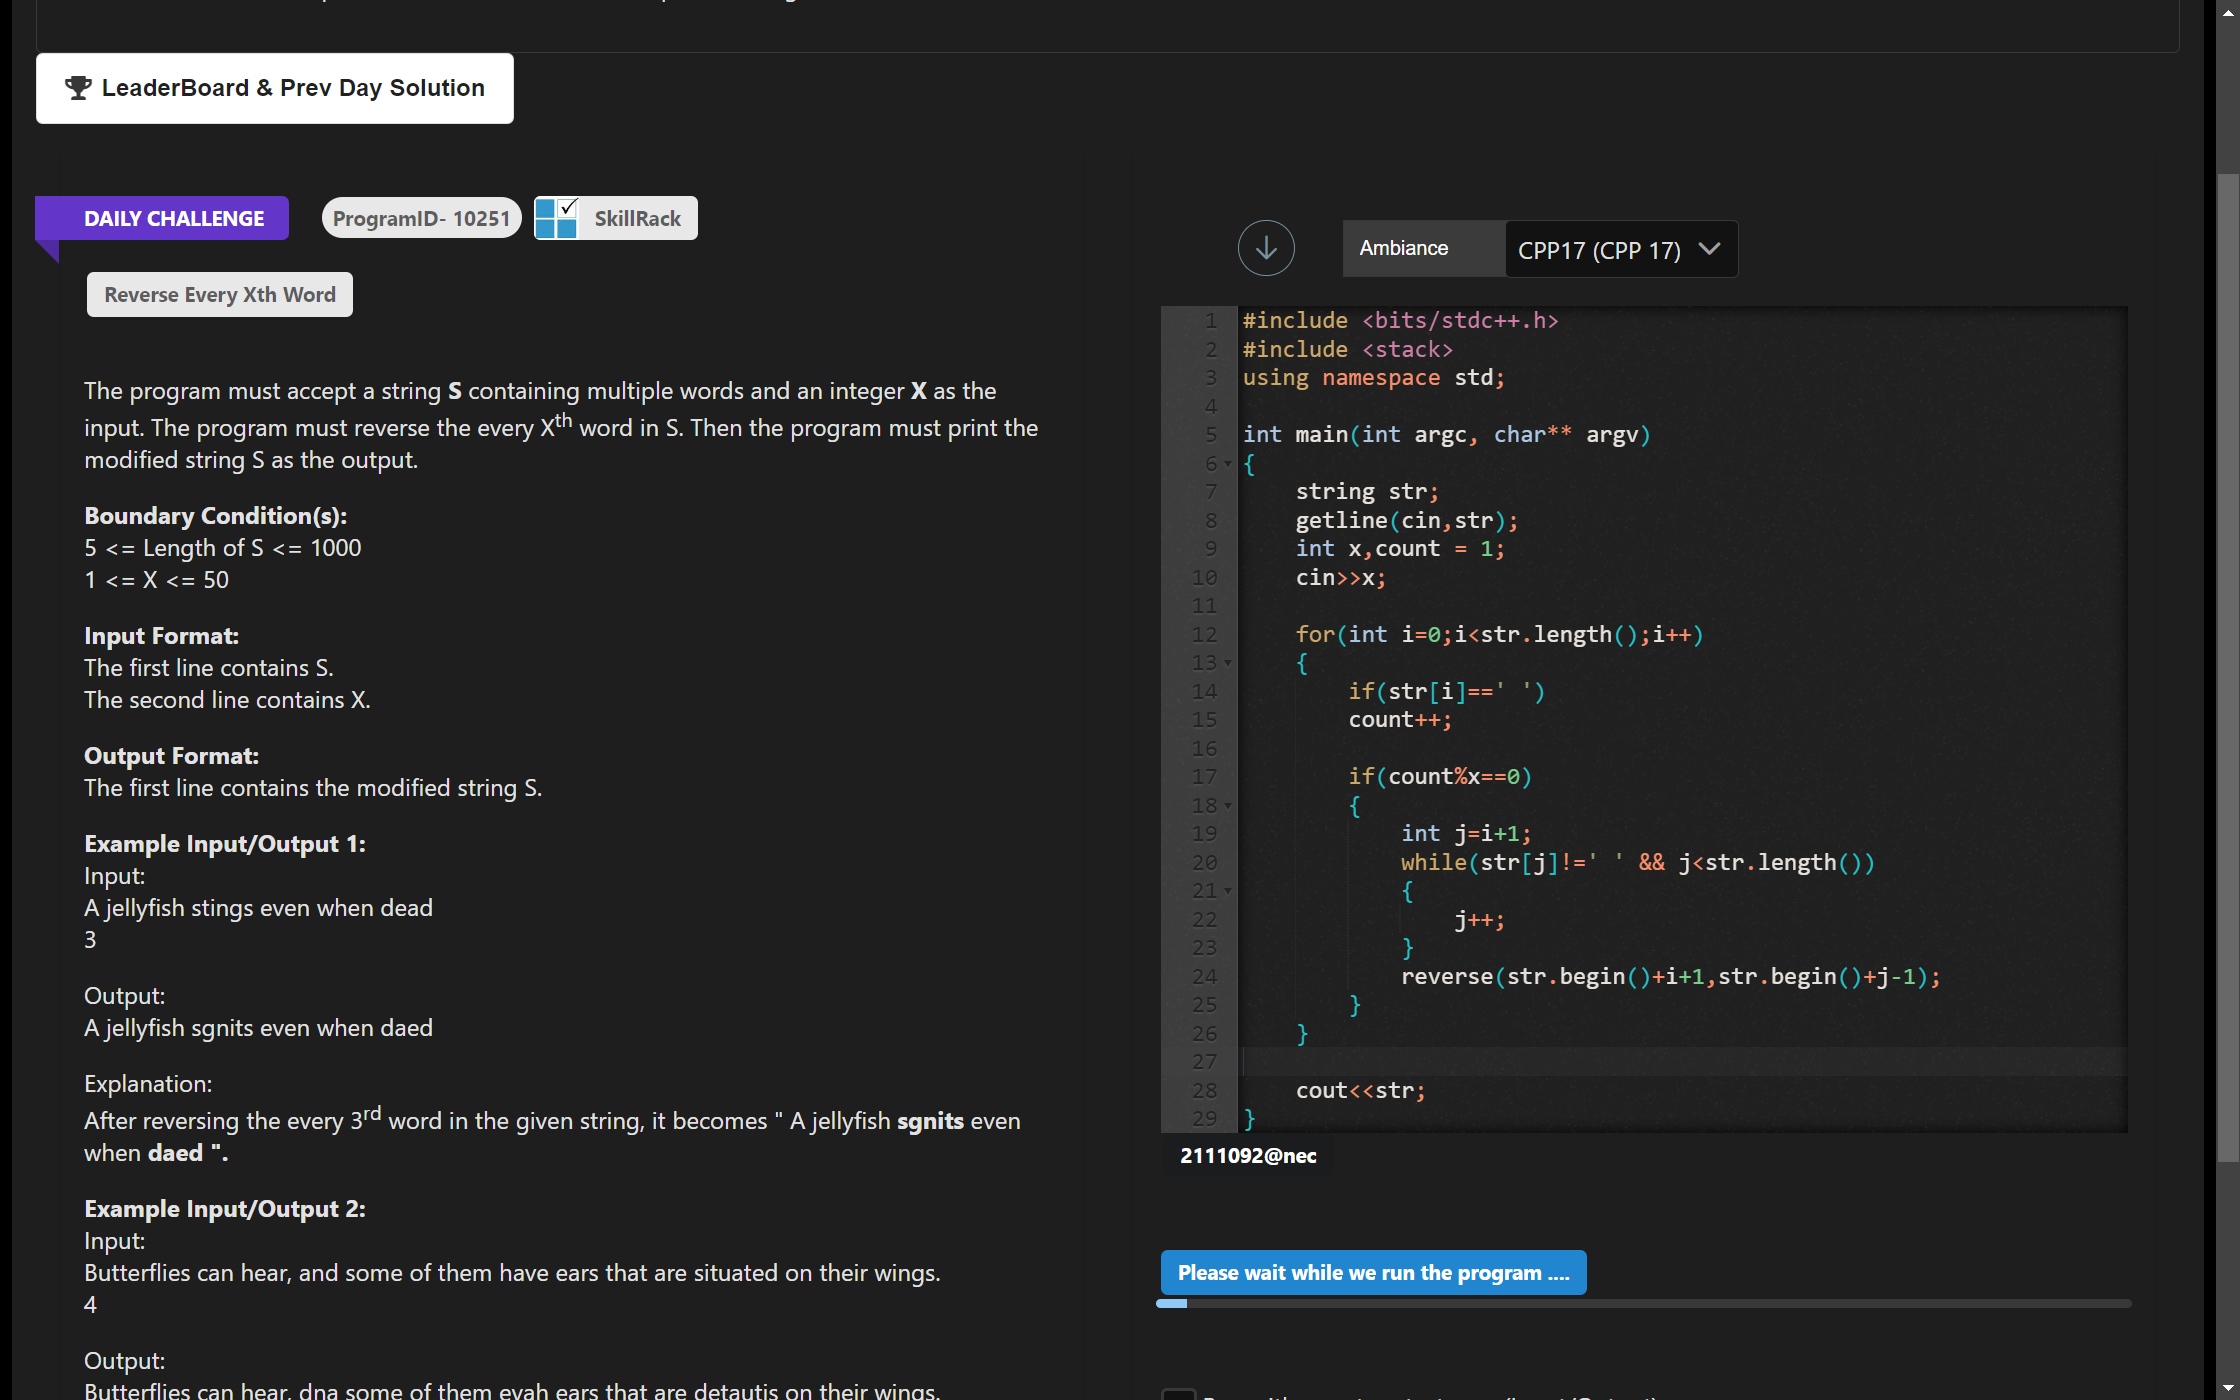 LeaderBoard & Prev Day Solution
DAILY CHALLENGE
ProgramID- 10251
SkillRack
Reverse Every Xth Word
The program must accept a string S containing multiple words and an integer X as the
input. The program must reverse the every Xth word in S. Then the program must print the
modified string S as the output.
Boundary Condition(s):
5 <= Length of S <= 1000
1 <= X <= 50
Input Format:
The first line contains S.
The second line contains X.
Output Format:
The first line contains the modified string S.
Example Input/Output 1:
Input:
A jellyfish stings even when dead
3
Output:
A jellyfish sgnits even when daed
Explanation:
After reversing the every 3rd word in the given string, it becomes " A jellyfish sgnits even
when daed ".
Example Input/Output 2:
Input:
Butterflies can hear, and some of them have ears that are situated on their wings.
4
Output:
Butterflies can hear, dna some of them evah ears that are detautis on their wings.
Ambiance
CPP17 (CPP 17)
1 #include <bits/stdc++.h>
2 #include <stack>
3 using namespace std;
4
5 int main(int argc, char** argv)
6 {
7 string str;
8 getline(cin,str);
9 int x,count = 1;
10 cin>>x;
11
12 for(int i=0;i<str.length();i++)
13 {
14 if(str[i]==' ')
15 count++;
16
17 if(count%x==0)
18 {
19 int j=i+1;
20 while(str[j]!=' ' && j<str.length())
21 {
22 j++;
23 }
24 reverse(str.begin()+i+1,str.begin()+j-1);
25 }
26 }
27
28 cout<<str;
29 }
2111092@nec
Please wait while we run the program ....